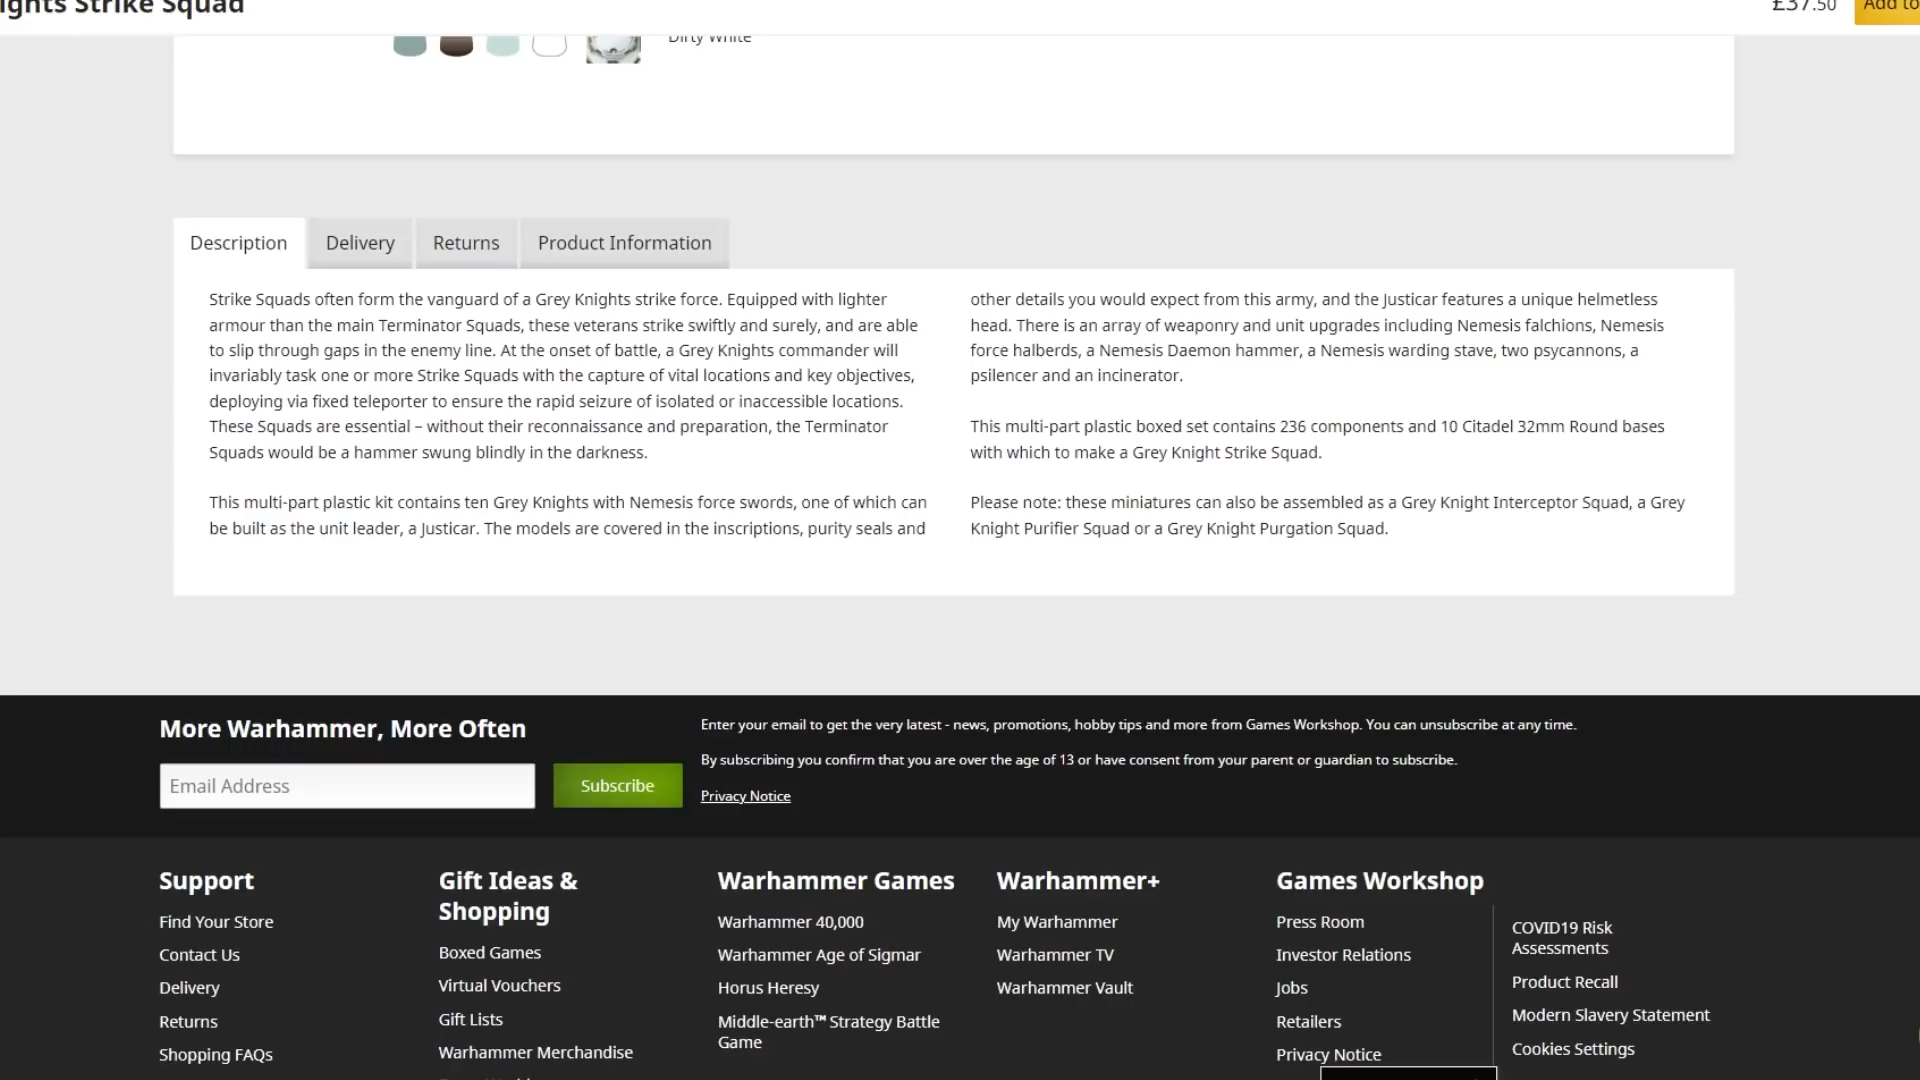 ights Strike Squad
£37.50
Add to
Dirty White
Description
Delivery
Returns
Product Information
Strike Squads often form the vanguard of a Grey Knights strike force. Equipped with lighter
armour than the main Terminator Squads, these veterans strike swiftly and surely, and are able
to slip through gaps in the enemy line. At the onset of battle, a Grey Knights commander will
invariably task one or more Strike Squads with the capture of vital locations and key objectives,
deploying via fixed teleporter to ensure the rapid seizure of isolated or inaccessible locations.
These Squads are essential – without their reconnaissance and preparation, the Terminator
Squads would be a hammer swung blindly in the darkness.
This multi-part plastic kit contains ten Grey Knights with Nemesis force swords, one of which can
be built as the unit leader, a Justicar. The models are covered in the inscriptions, purity seals and
other details you would expect from this army, and the Justicar features a unique helmetless
head. There is an array of weaponry and unit upgrades including Nemesis falchions, Nemesis
force halberds, a Nemesis Daemon hammer, a Nemesis warding stave, two psycannons, a
psilencer and an incinerator.
This multi-part plastic boxed set contains 236 components and 10 Citadel 32mm Round bases
with which to make a Grey Knight Strike Squad.
Please note: these miniatures can also be assembled as a Grey Knight Interceptor Squad, a Grey
Knight Purifier Squad or a Grey Knight Purgation Squad.
More Warhammer, More Often
Email Address
Subscribe
Enter your email to get the very latest - news, promotions, hobby tips and more from Games Workshop. You can unsubscribe at any time.
By subscribing you confirm that you are over the age of 13 or have consent from your parent or guardian to subscribe.
Privacy Notice
Support
Find Your Store
Contact Us
Delivery
Returns
Shopping FAQs
Gift Ideas &
Shopping
Boxed Games
Virtual Vouchers
Gift Lists
Warhammer Merchandise
Warhammer Games
Warhammer 40,000
Warhammer Age of Sigmar
Horus Heresy
Middle-earth™ Strategy Battle
Game
Warhammer+
My Warhammer
Warhammer TV
Warhammer Vault
Games Workshop
Press Room
Investor Relations
Jobs
Retailers
Privacy Notice
COVID19 Risk
Assessments
Product Recall
Modern Slavery Statement
Cookies Settings